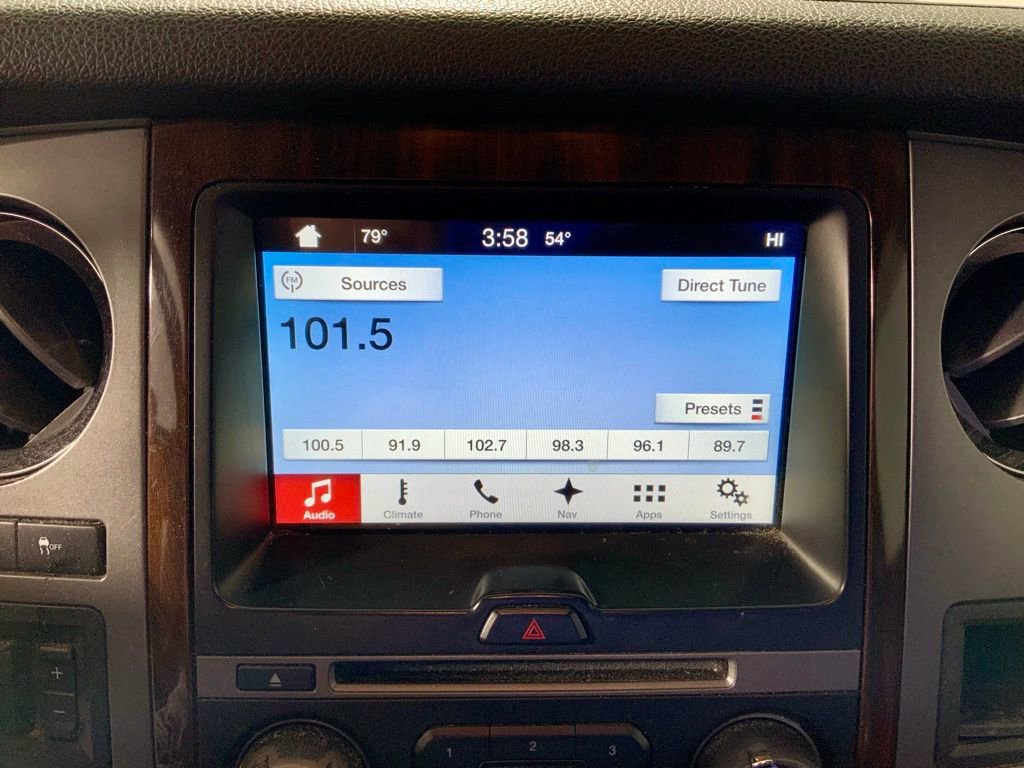 79° 3:58 54° HI
FM Sources Direct Tune
101.5
Presets
100.5 91.9 102.7 98.3 96.1 89.7
Audio Climate Phone Nav Apps Settings
OFF
+
−
1 2 3